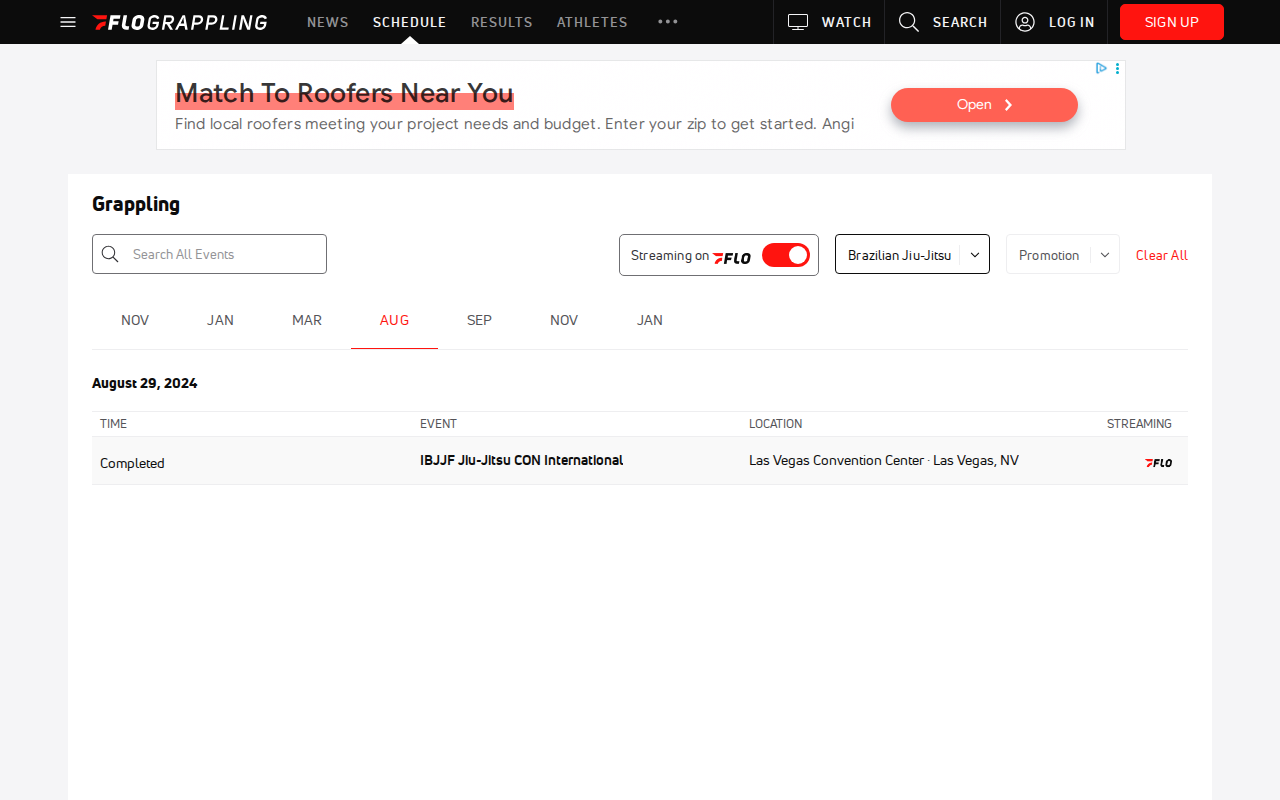 FLOGRAPPLING NEWS SCHEDULE RESULTS ATHLETES WATCH SEARCH LOG IN SIGN UP
Match To Roofers Near You
Find local roofers meeting your project needs and budget. Enter your zip to get started. Angi
Open
Grappling
Search All Events
Streaming on FLO
Brazilian Jiu-Jitsu
Promotion
Clear All
NOV JAN MAR AUG SEP NOV JAN
August 29, 2024
TIME EVENT LOCATION STREAMING
Completed IBJJF Jiu-Jitsu CON International Las Vegas Convention Center · Las Vegas, NV FLO